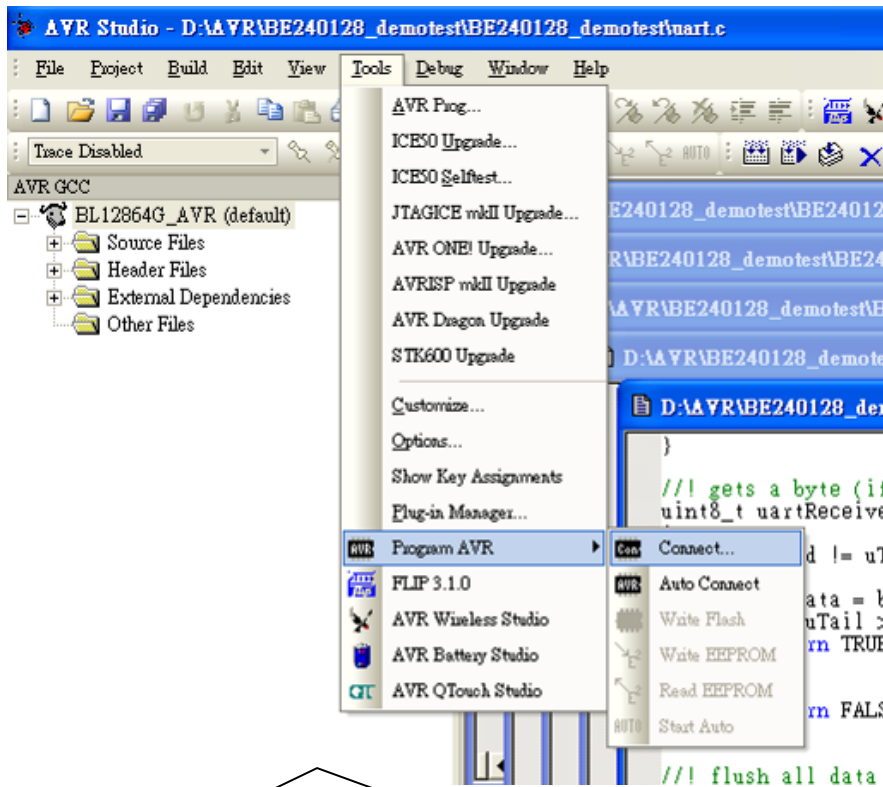 AVR Studio - D:\AVR\BE240128_demotest\BE240128_demotest\uart.c
File Project Build Edit View Tools Debug Window Help
Trace Disabled
AUTO
AVR GCC
BL12864G_AVR (default)
Source Files
Header Files
External Dependencies
Other Files
AVR Prog...
ICE50 Upgrade...
ICE50 Selftest...
JTAGICE mkII Upgrade...
AVR ONE! Upgrade...
AVRISP mkII Upgrade
AVR Dragon Upgrade
STK600 Upgrade
Customize...
Options...
Show Key Assignments
Plug-in Manager...
AVR Program AVR
FLIP 3.1.0
AVR Wireless Studio
AVR Battery Studio
QT AVR QTouch Studio
Con Connect...
AVR Auto Connect
Write Flash
Write EEPROM
Read EEPROM
AUTO Start Auto
E240128_demotest\BE24012
R\BE240128_demotest\BE24
\AVR\BE240128_demotest\B
D:\AVR\BE240128_demote
D:\AVR\BE240128_de
}
//! gets a byte (if
uint8_t uartReceive
d != uT
ata = b
uTail >
rn TRUE
rn FALS
//! flush all data